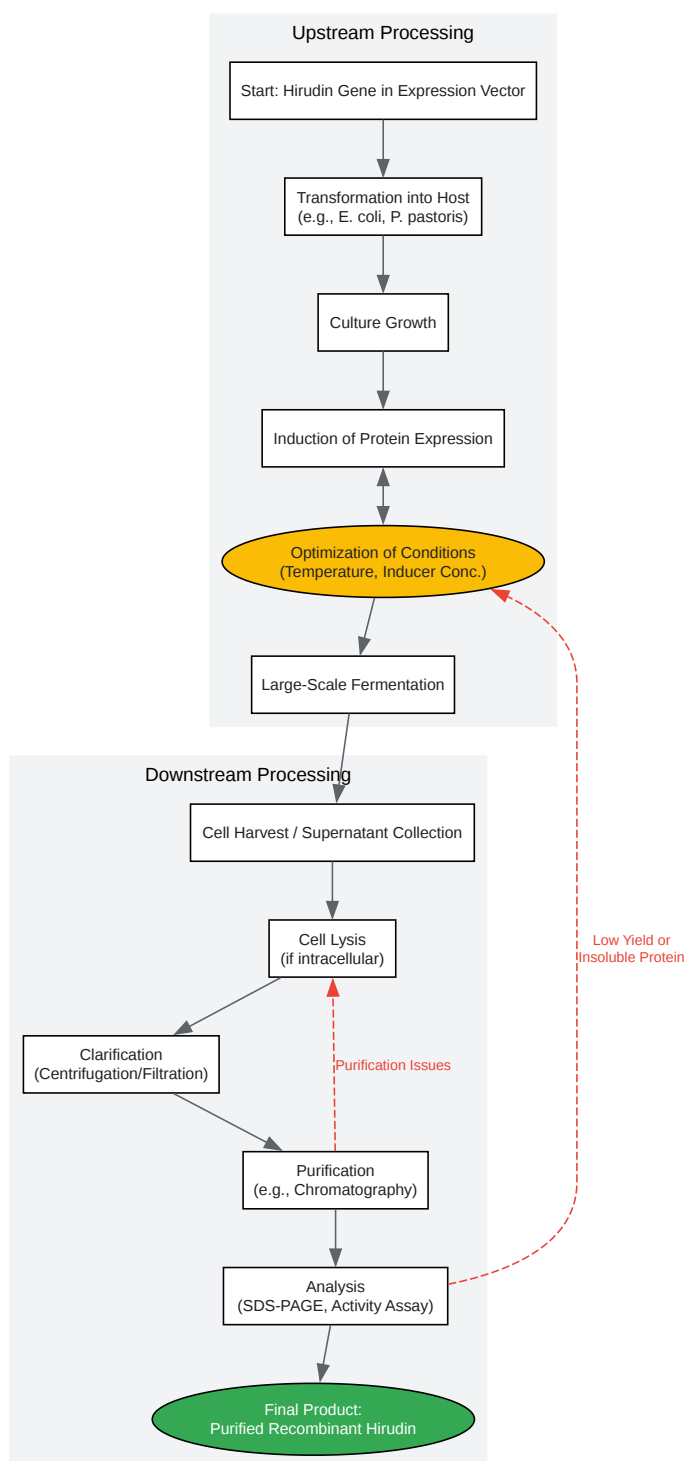 Upstream Processing
Start: Hirudin Gene in Expression Vector
Transformation into Host
(e.g., E. coli, P. pastoris)
Culture Growth
Induction of Protein Expression
Optimization of Conditions
(Temperature, Inducer Conc.)
Large-Scale Fermentation
Downstream Processing
Cell Harvest / Supernatant Collection
Cell Lysis
(if intracellular)
Low Yield or
Insoluble Protein
Clarification
(Centrifugation/Filtration)
Purification Issues
Purification
(e.g., Chromatography)
Analysis
(SDS-PAGE, Activity Assay)
Final Product:
Purified Recombinant Hirudin